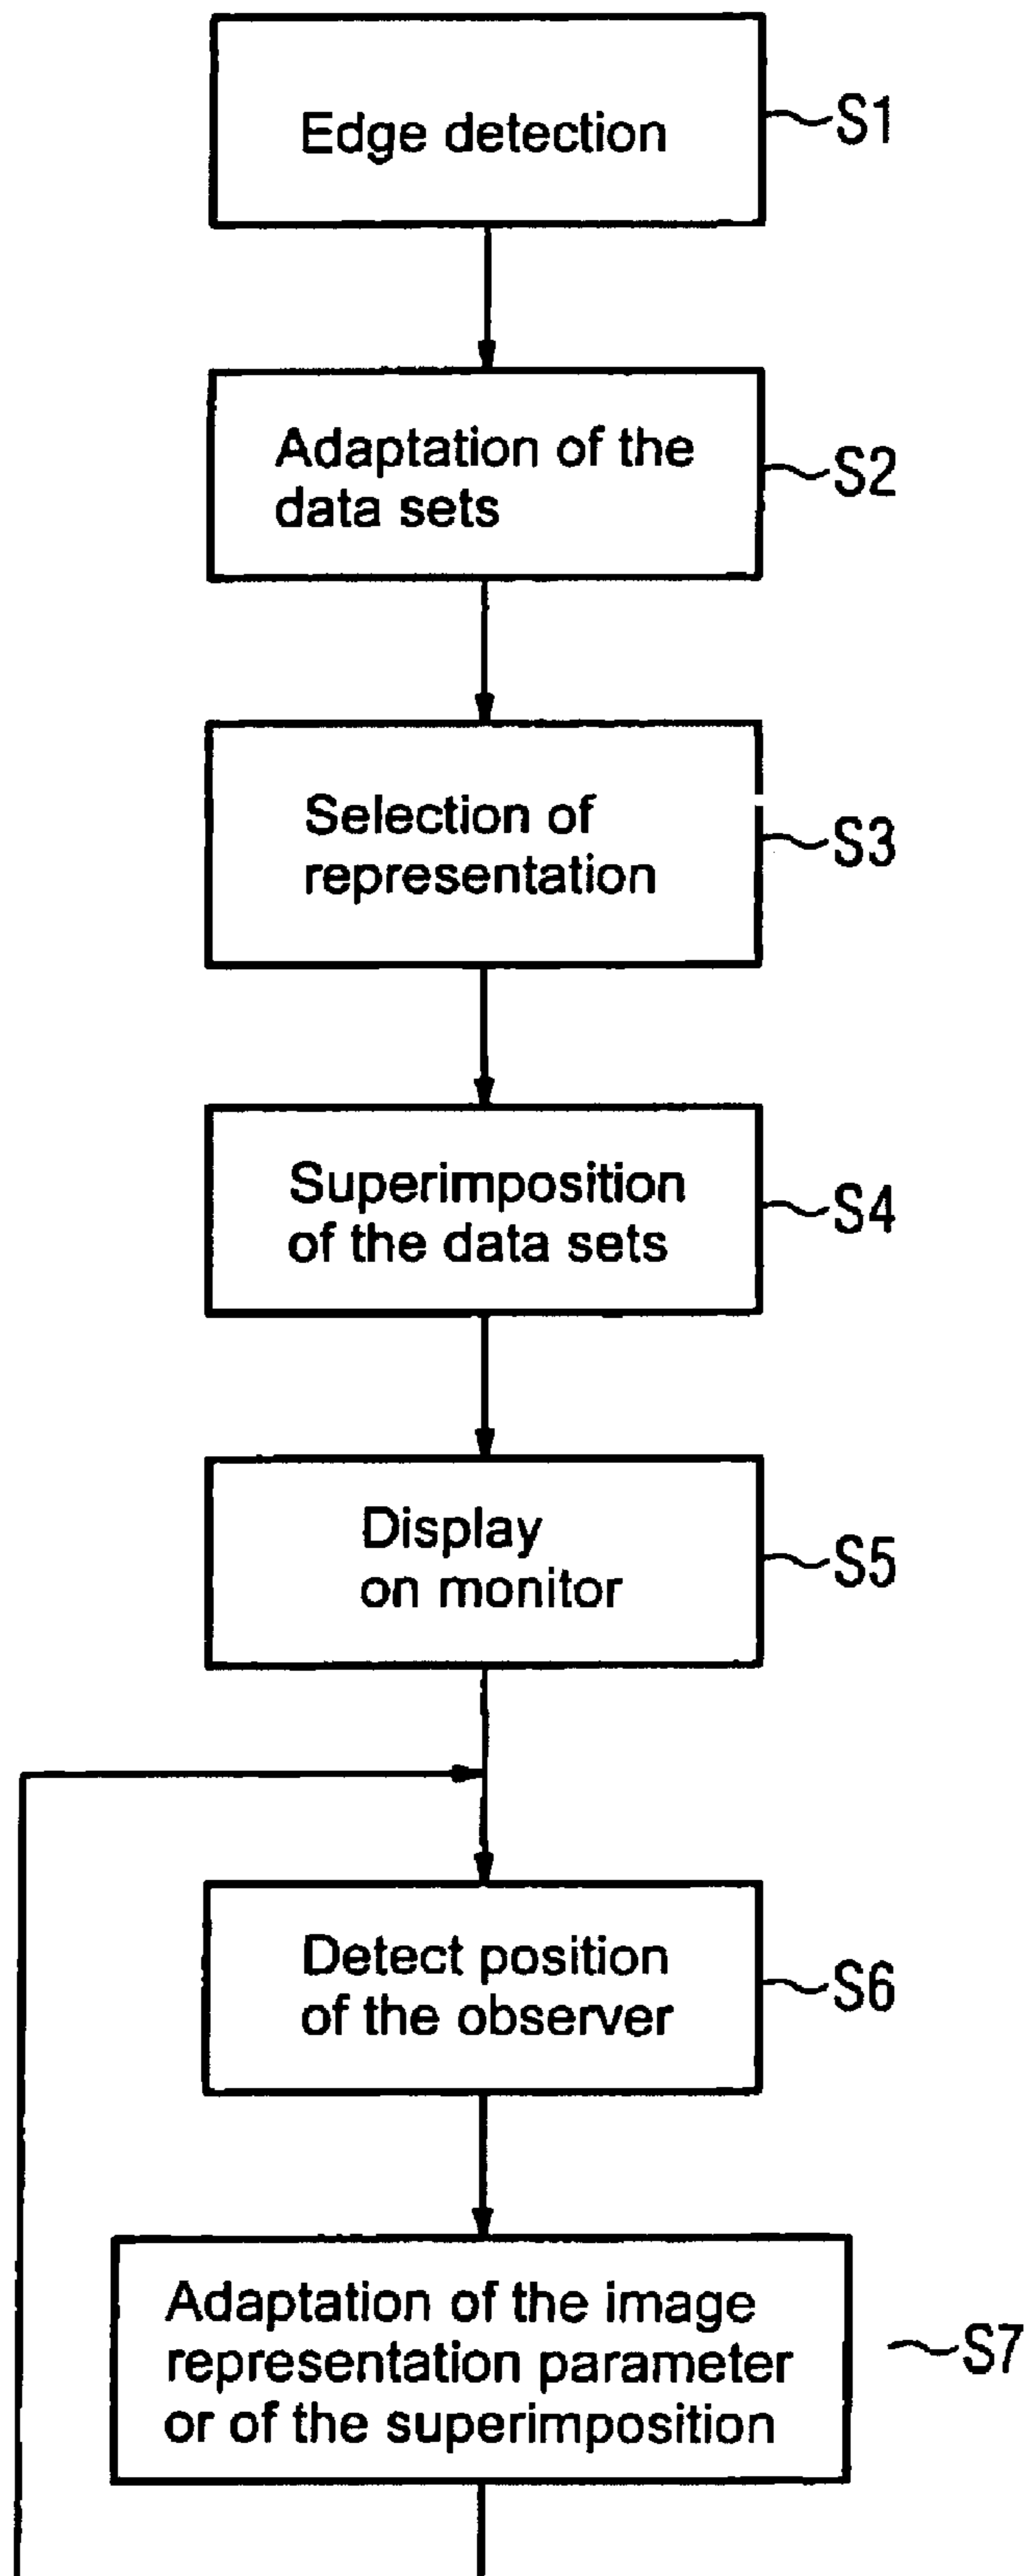 Edge detection
S1
Adaptation of the
data sets
S2
Selection of
representation
S3
Superimposition
of the data sets
S4
Display
on monitor
S5
Detect position
of the observer
S6
Adaptation of the image
representation parameter
or of the superimposition
S7